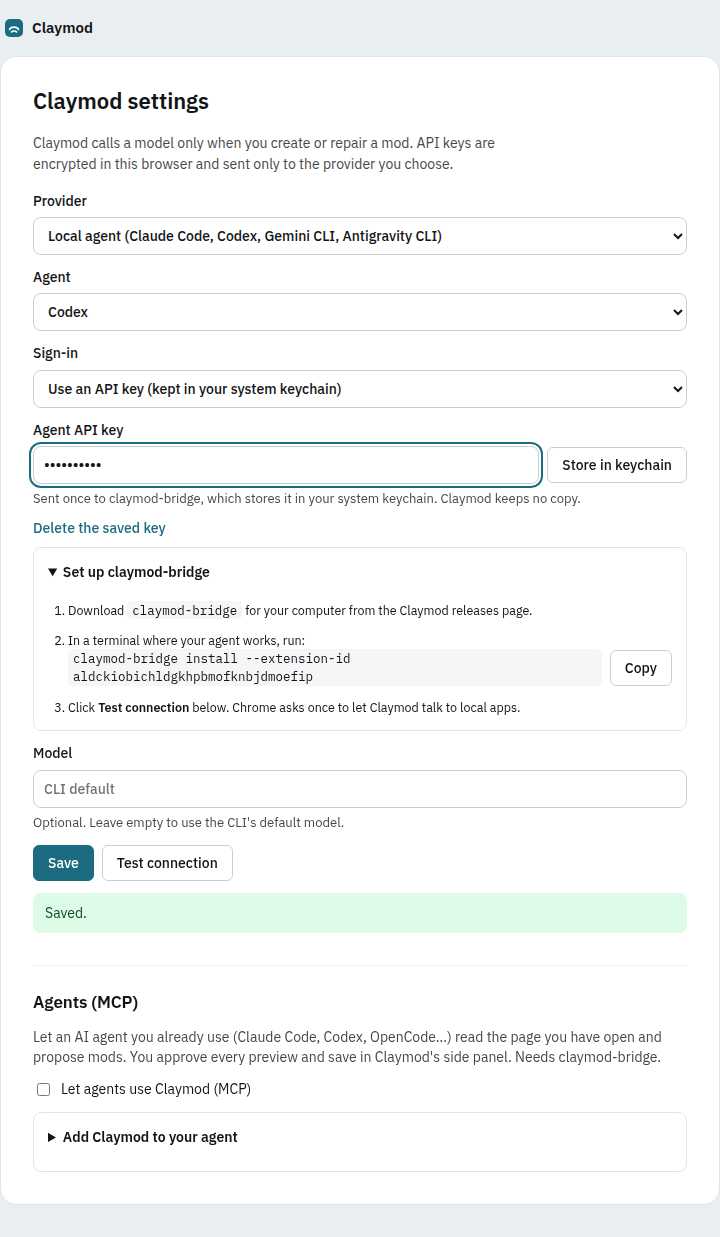 Claymod
Claymod settings
Claymod calls a model only when you create or repair a mod. API keys are
encrypted in this browser and sent only to the provider you choose.
Provider
Local agent (Claude Code, Codex, Gemini CLI, Antigravity CLI)
Agent
Codex
Sign-in
Use an API key (kept in your system keychain)
Agent API key
••••••••••
Store in keychain
Sent once to claymod-bridge, which stores it in your system keychain. Claymod keeps no copy.
Delete the saved key
▼ Set up claymod-bridge
1. Download claymod-bridge for your computer from the Claymod releases page.
2. In a terminal where your agent works, run:
claymod-bridge install --extension-id
aldckiobichldgkhpbmofknbjdmoefip
Copy
3. Click Test connection below. Chrome asks once to let Claymod talk to local apps.
Model
CLI default
Optional. Leave empty to use the CLI's default model.
Save
Test connection
Saved.
Agents (MCP)
Let an AI agent you already use (Claude Code, Codex, OpenCode…) read the page you have open and
propose mods. You approve every preview and save in Claymod's side panel. Needs claymod-bridge.
Let agents use Claymod (MCP)
▶ Add Claymod to your agent